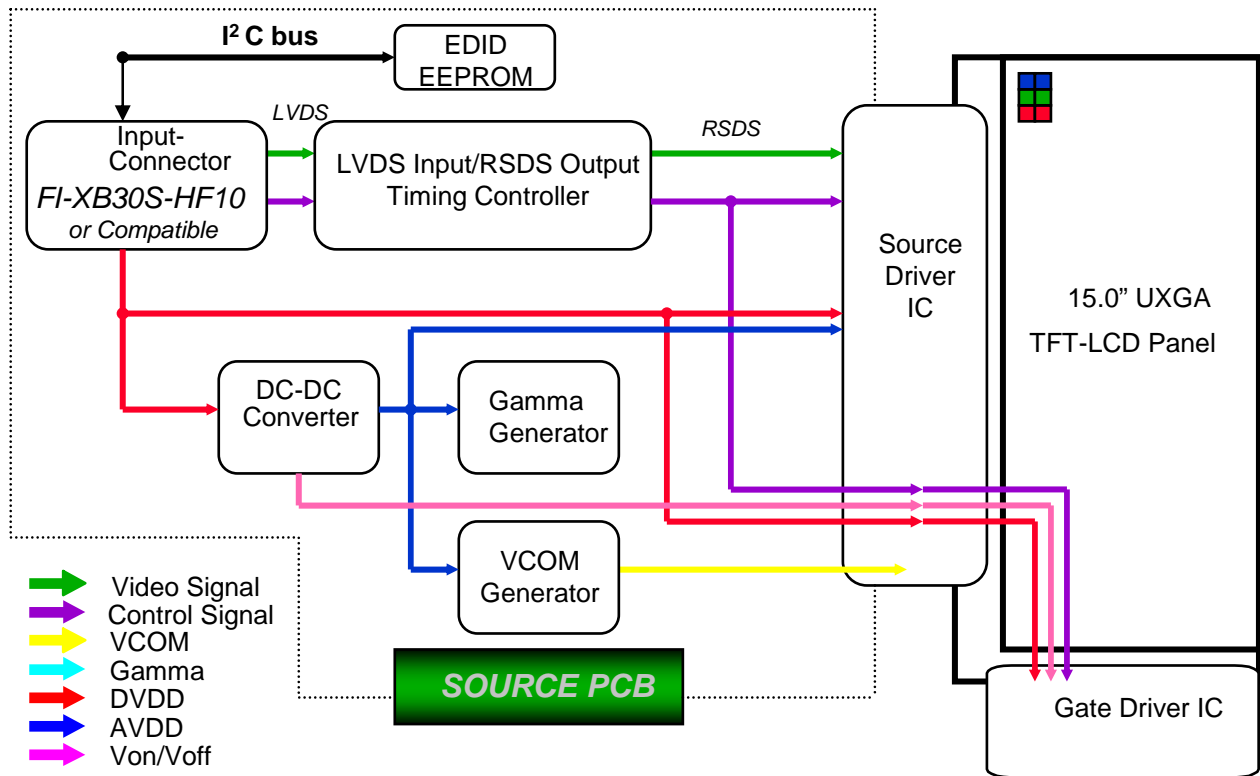 I² C bus
EDID
EEPROM
LVDS
RSDS
Input-
Connector
FI-XB30S-HF10
or Compatible
LVDS Input/RSDS Output
Timing Controller
Source
Driver
IC
15.0” UXGA
TFT-LCD Panel
DC-DC
Converter
Gamma
Generator
VCOM
Generator
Video Signal
Control Signal
VCOM
Gamma
DVDD
AVDD
Von/Voff
SOURCE PCB
Gate Driver IC